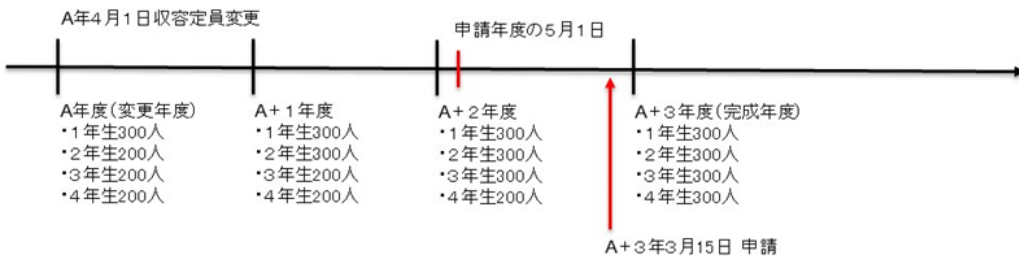 A年4月1日収容定員変更
申請年度の5月1日
A年度(変更年度)
・1年生300人
・2年生200人
・3年生200人
・4年生200人
A+1年度
・1年生300人
・2年生300人
・3年生200人
・4年生200人
A+2年度
・1年生300人
・2年生300人
・3年生300人
・4年生200人
A+3年度(完成年度)
・1年生300人
・2年生300人
・3年生300人
・4年生300人
A+3年3月15日 申請